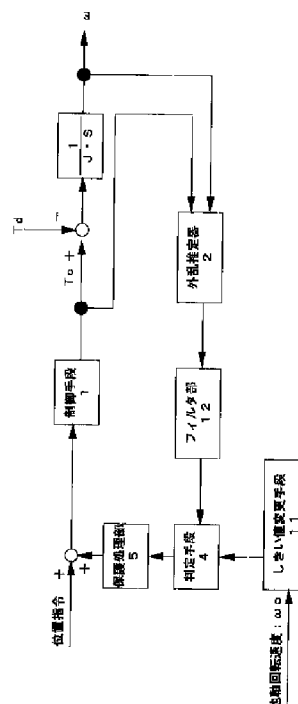 位置指令
+
+
制御手段
1
To
+
Td
−
1
J・S
ω
外乱推定器
2
フィルタ部
12
判定手段
4
保護処理部
5
しきい値変更手段
11
他軸回転速度:ωo